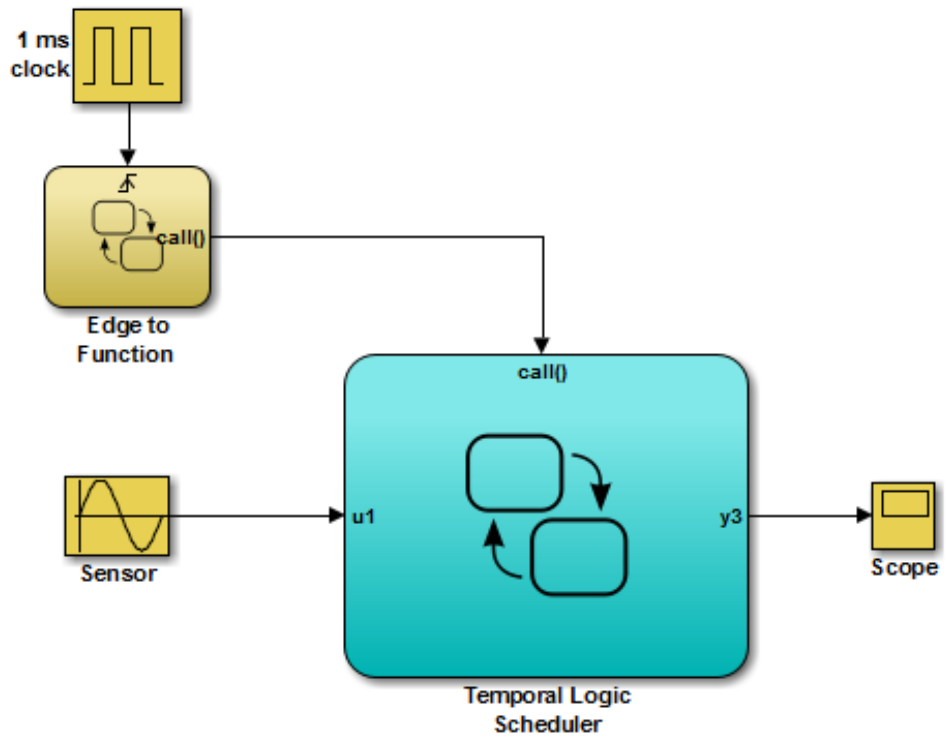 1 ms
clock
call()
Edge to
Function
call()
u1
y3
Sensor
Scope
Temporal Logic
Scheduler